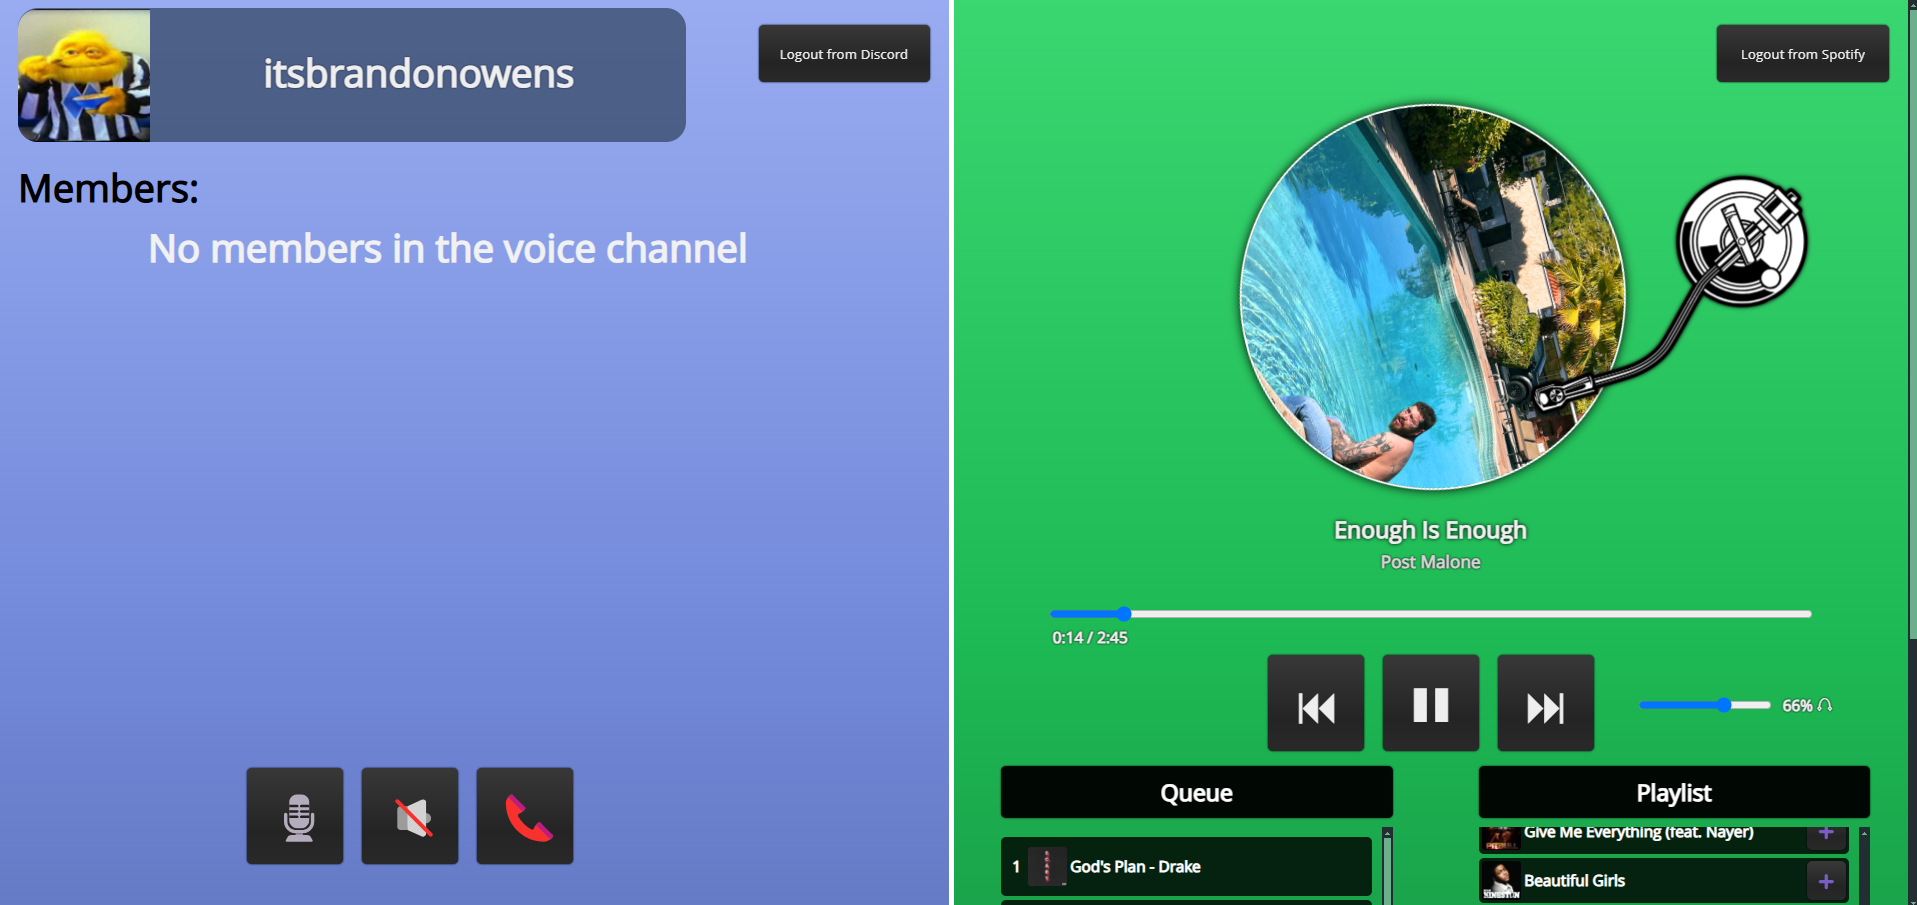 itsbrandonowens
Logout from Discord
Members:
No members in the voice channel
Logout from Spotify
Enough Is Enough
Post Malone
0:14 / 2:45
66%
Queue
1 God's Plan - Drake
Playlist
Give Me Everything (feat. Nayer)
+
Beautiful Girls
+